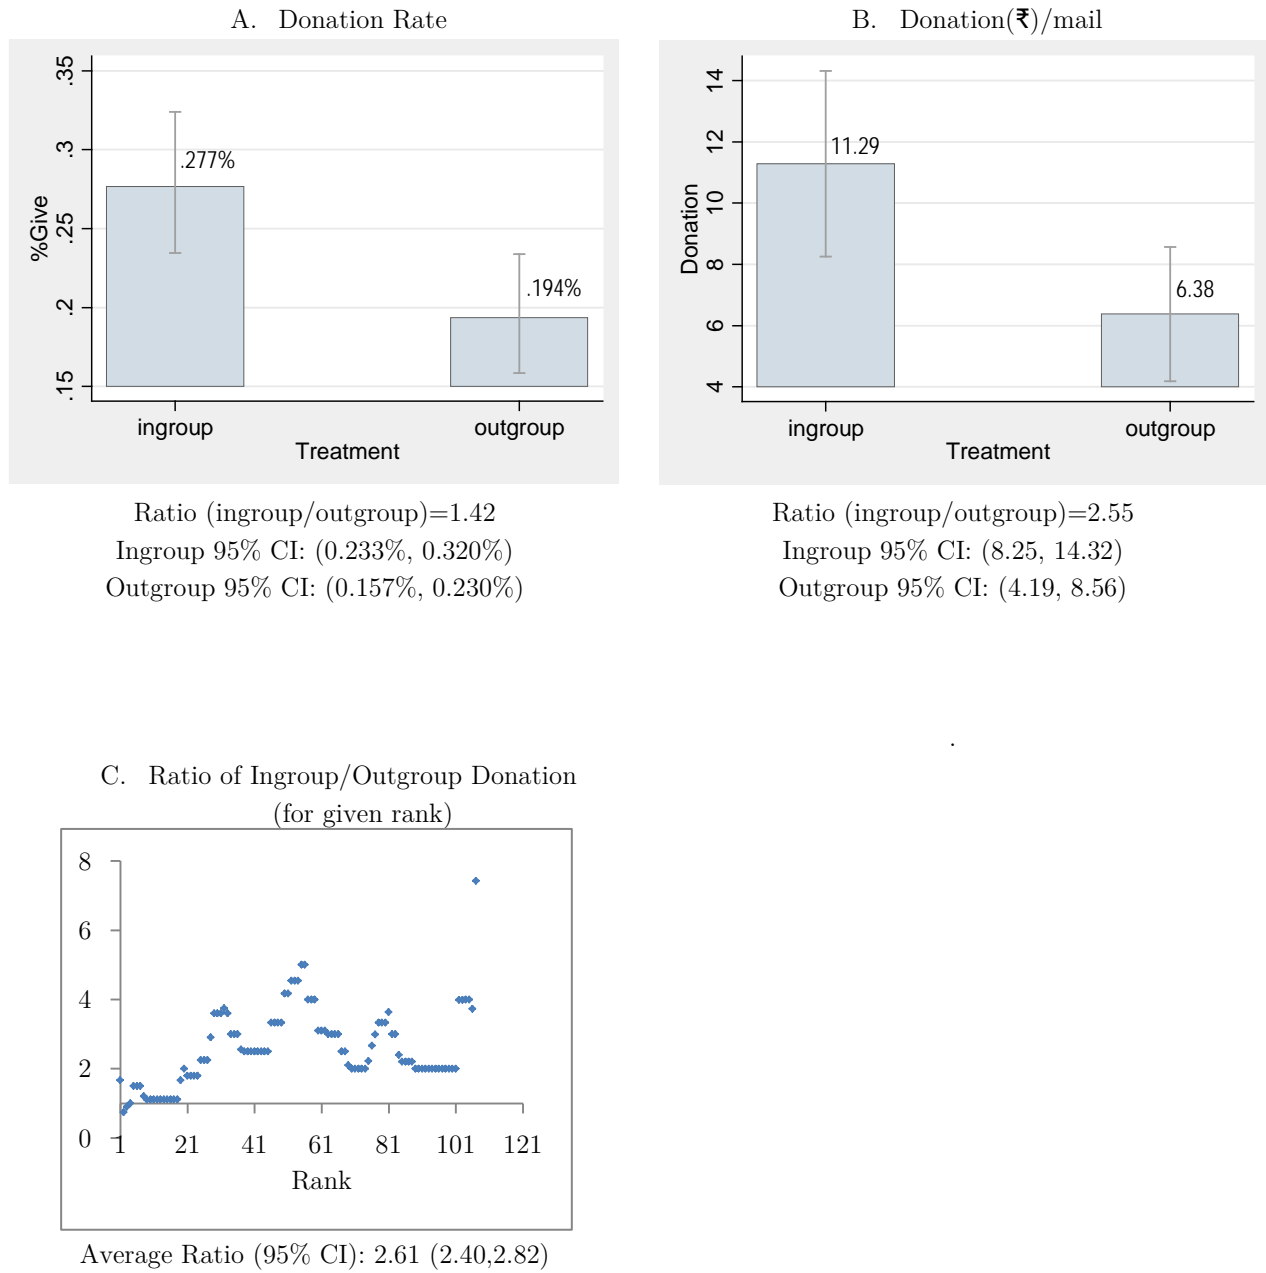 A. Donation Rate
.35
.3
.25
.2
.15
%Give
.277%
.194%
ingroup
outgroup
Treatment
Ratio (ingroup/outgroup)=1.42
Ingroup 95% CI: (0.233%, 0.320%)
Outgroup 95% CI: (0.157%, 0.230%)
B. Donation(₹)/mail
14
12
10
8
6
4
Donation
11.29
6.38
ingroup
outgroup
Treatment
Ratio (ingroup/outgroup)=2.55
Ingroup 95% CI: (8.25, 14.32)
Outgroup 95% CI: (4.19, 8.56)
.
C. Ratio of Ingroup/Outgroup Donation
(for given rank)
8
6
4
2
0
1 21 41 61 81 101 121
Rank
Average Ratio (95% CI): 2.61 (2.40,2.82)